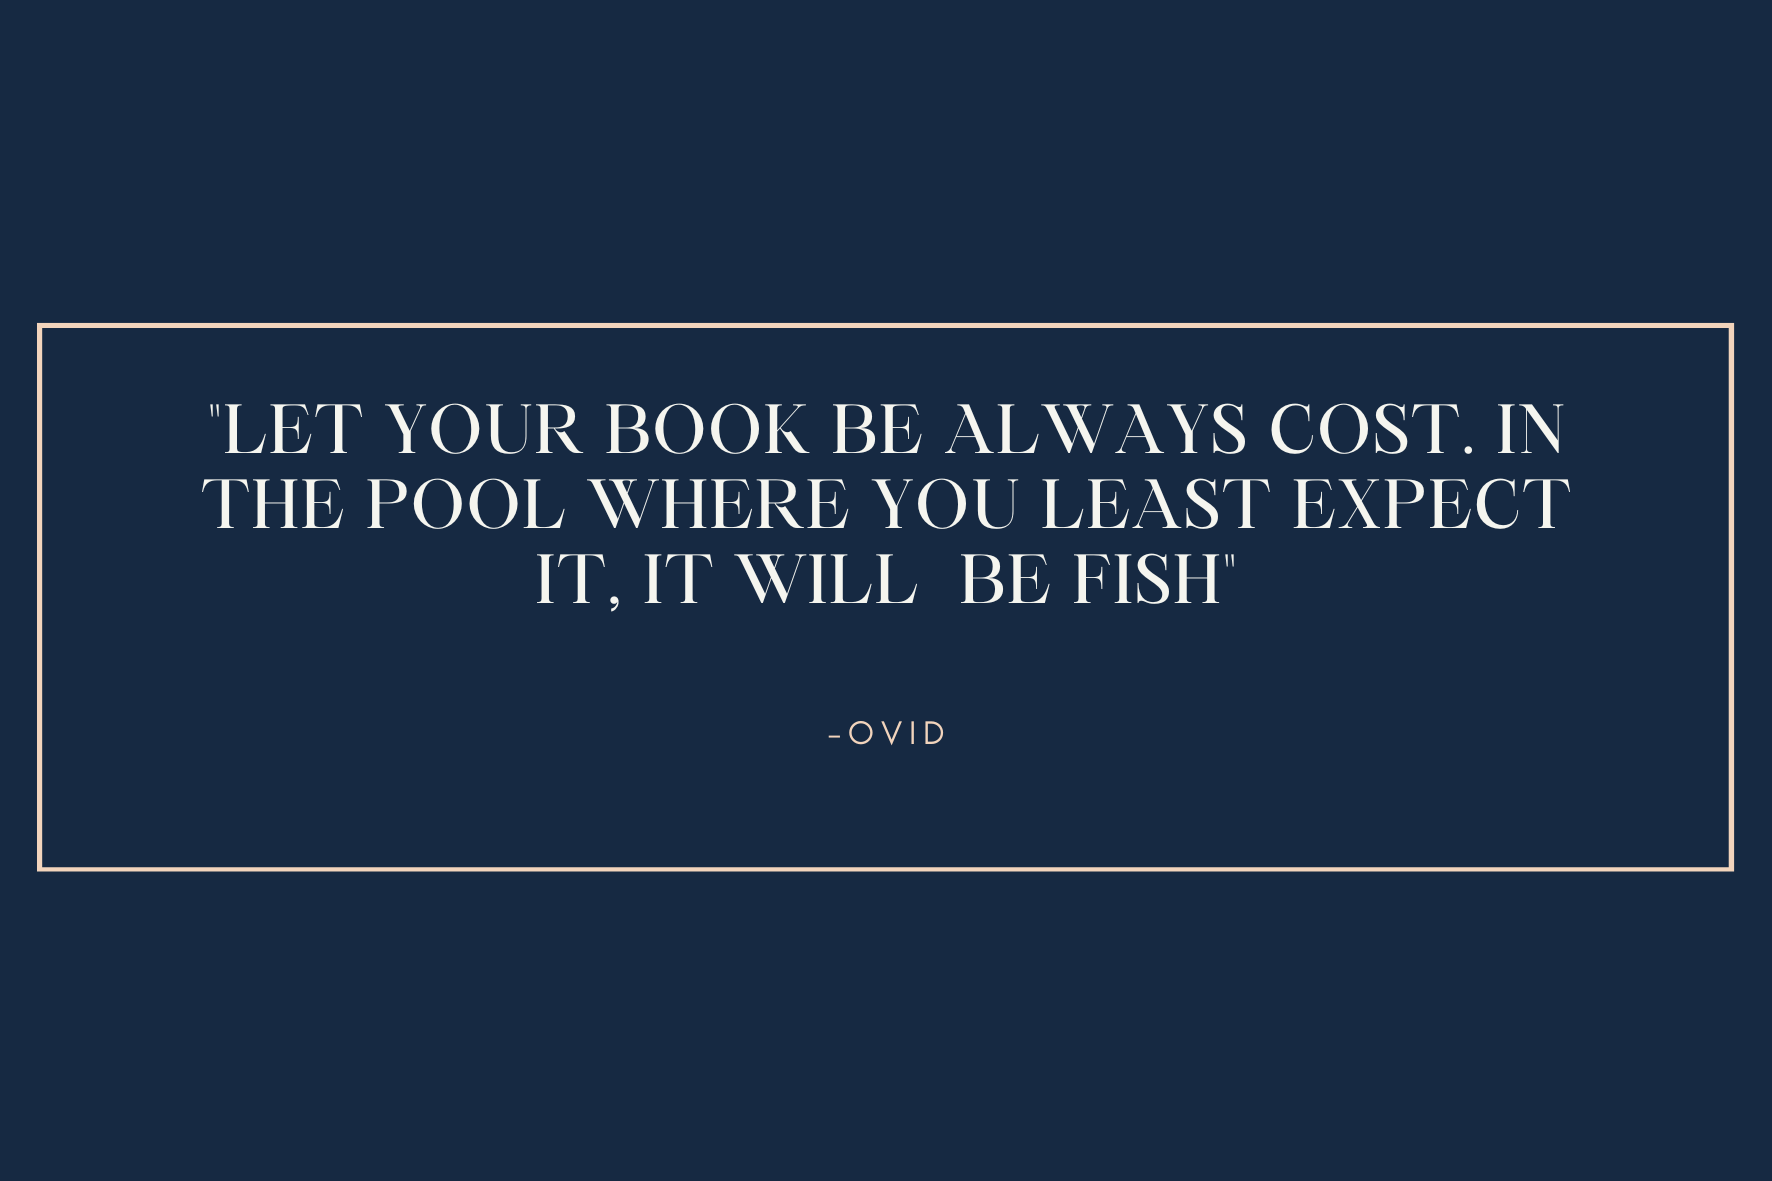 "LET YOUR BOOK BE ALWAYS COST. IN
THE POOL WHERE YOU LEAST EXPECT
IT, IT WILL  BE FISH"
–OVID